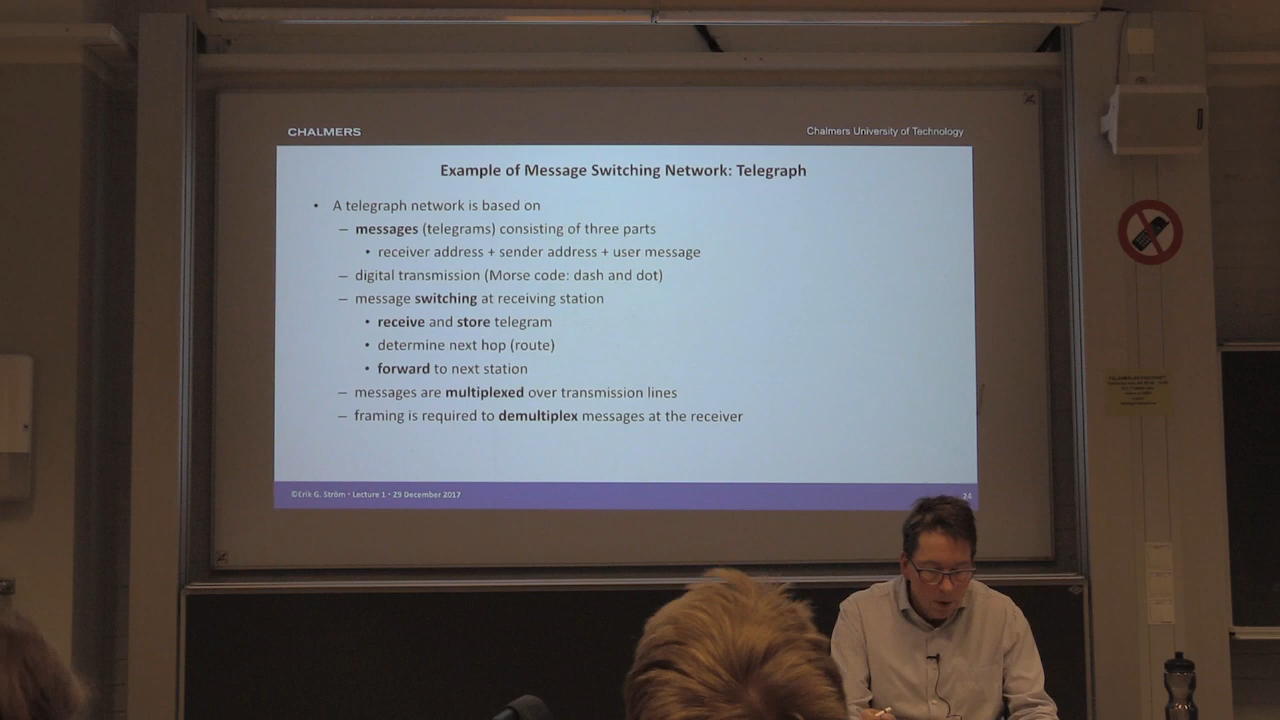 CHALMERS
Chalmers University of Technology
Example of Message Switching Network: Telegraph
• A telegraph network is based on
– messages (telegrams) consisting of three parts
• receiver address + sender address + user message
– digital transmission (Morse code: dash and dot)
– message switching at receiving station
• receive and store telegram
• determine next hop (route)
• forward to next station
– messages are multiplexed over transmission lines
– framing is required to demultiplex messages at the receiver
©Erik G. Ström • Lecture 1 • 29 December 2017
24